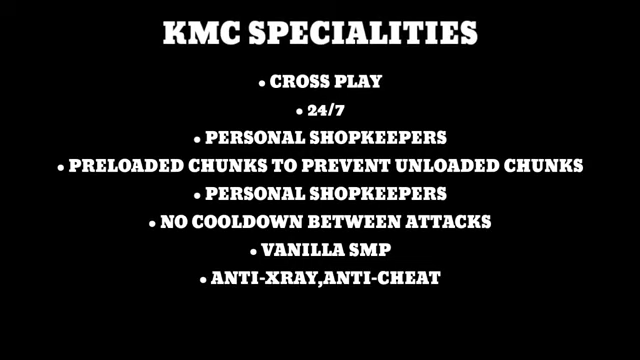 KMC SPECIALITIES
• CROSS PLAY
• 24/7
• PERSONAL SHOPKEEPERS
• PRELOADED CHUNKS TO PREVENT UNLOADED CHUNKS
• PERSONAL SHOPKEEPERS
• NO COOLDOWN BETWEEN ATTACKS
• VANILLA SMP
• ANTI-XRAY,ANTI-CHEAT